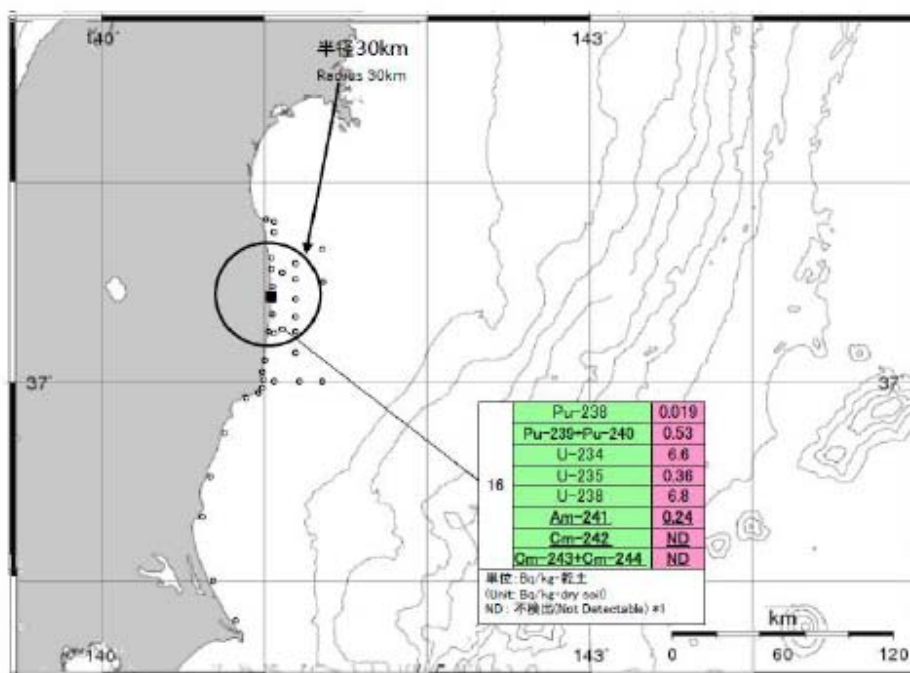 140°
143°
半径30km
Radius 30km
37°
37°
16
Pu-238 0.019
Pu-239+Pu-240 0.53
U-234 6.6
U-235 0.36
U-238 6.8
Am-241 0.24
Cm-242 ND
Cm-243+Cm-244 ND
単位: Bq/kg-乾土
(Unit: Bq/kg-dry soil)
ND : 不検出(Not Detectable) *1
km
0 60 120
140°
143°